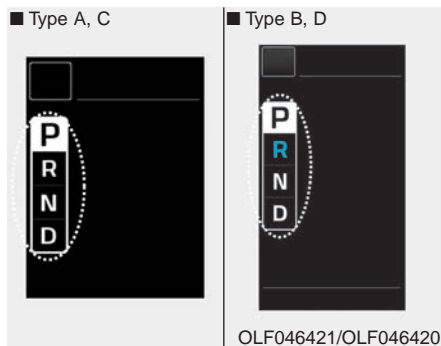 ■ Type A, C
P
R
N
D
■ Type B, D
P
R
N
D
OLF046421/OLF046420